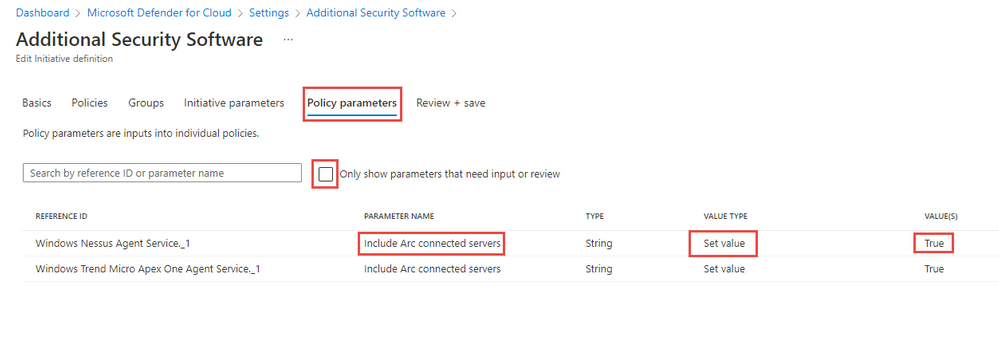 Dashboard > Microsoft Defender for Cloud > Settings > Additional Security Software >
Additional Security Software ...
Edit Initiative definition
Basics Policies Groups Initiative parameters Policy parameters Review + save
Policy parameters are inputs into individual policies.
Search by reference ID or parameter name Only show parameters that need input or review
REFERENCE ID PARAMETER NAME TYPE VALUE TYPE VALUE(S)
Windows Nessus Agent Service._1 Include Arc connected servers String Set value True
Windows Trend Micro Apex One Agent Service._1 Include Arc connected servers String Set value True